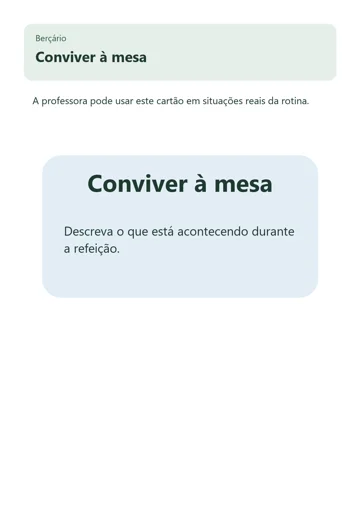 Berçário
Conviver à mesa
A professora pode usar este cartão em situações reais da rotina.
Conviver à mesa
Descreva o que está acontecendo durante
a refeição.